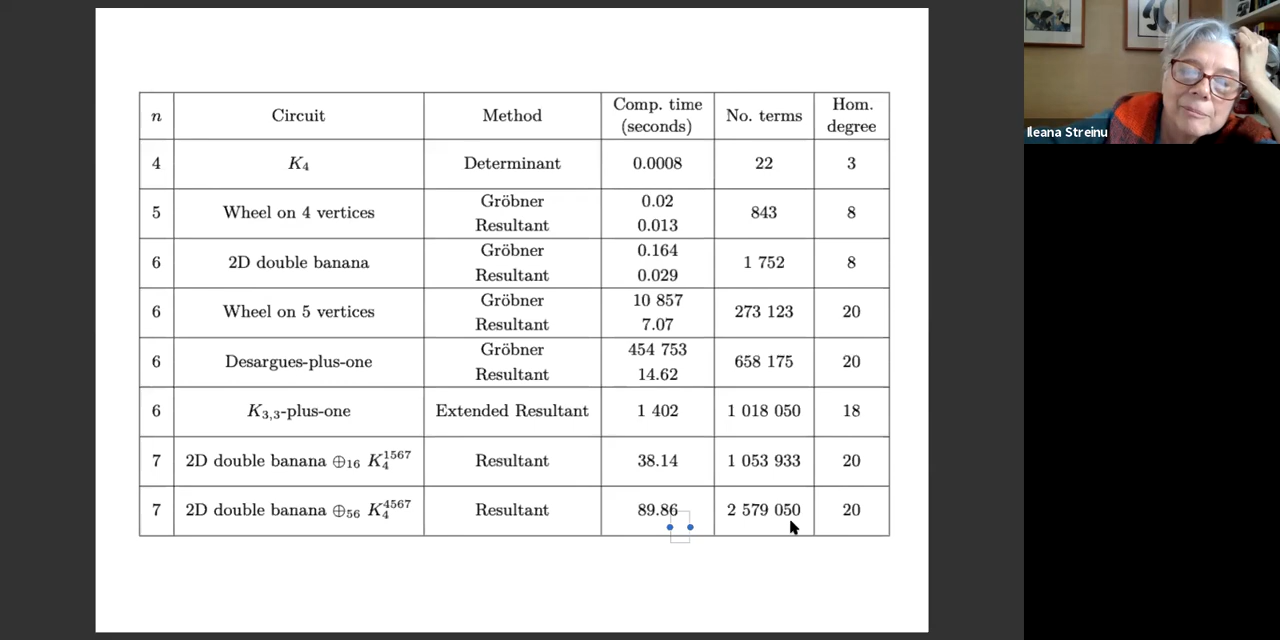 n Circuit Method Comp. time (seconds) No. terms Hom. degree
4 K₄ Determinant 0.0008 22 3
5 Wheel on 4 vertices Gröbner 0.02 843 8
Resultant 0.013
6 2D double banana Gröbner 0.164 1 752 8
Resultant 0.029
6 Wheel on 5 vertices Gröbner 10 857 273 123 20
Resultant 7.07
6 Desargues-plus-one Gröbner 454 753 658 175 20
Resultant 14.62
6 K₃,₃-plus-one Extended Resultant 1 402 1 018 050 18
7 2D double banana ⊕₁₆ K₄¹⁵⁶⁷ Resultant 38.14 1 053 933 20
7 2D double banana ⊕₅₆ K₄⁴⁵⁶⁷ Resultant 89.86 2 579 050 20
Ileana Streinu